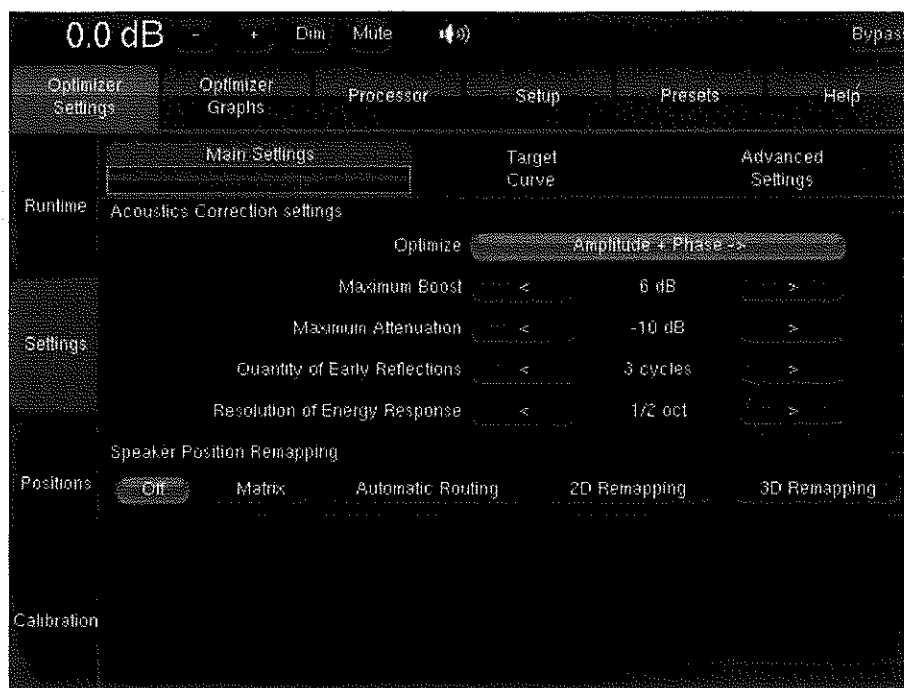 0.0 dB - + Dim Mute Bypass
Optimizer Settings Optimizer Graphs Processor Setup Presets Help
Main Settings Target Curve Advanced Settings
Runtime
Acoustics Correction settings
Optimize Amplitude + Phase ->
Maximum Boost < 6 dB >
Maximum Attenuation < -10 dB >
Settings
Quantity of Early Reflections < 3 cycles >
Resolution of Energy Response < 1/2 oct >
Speaker Position Remapping
Positions
Off Matrix Automatic Routing 2D Remapping 3D Remapping
Calibration